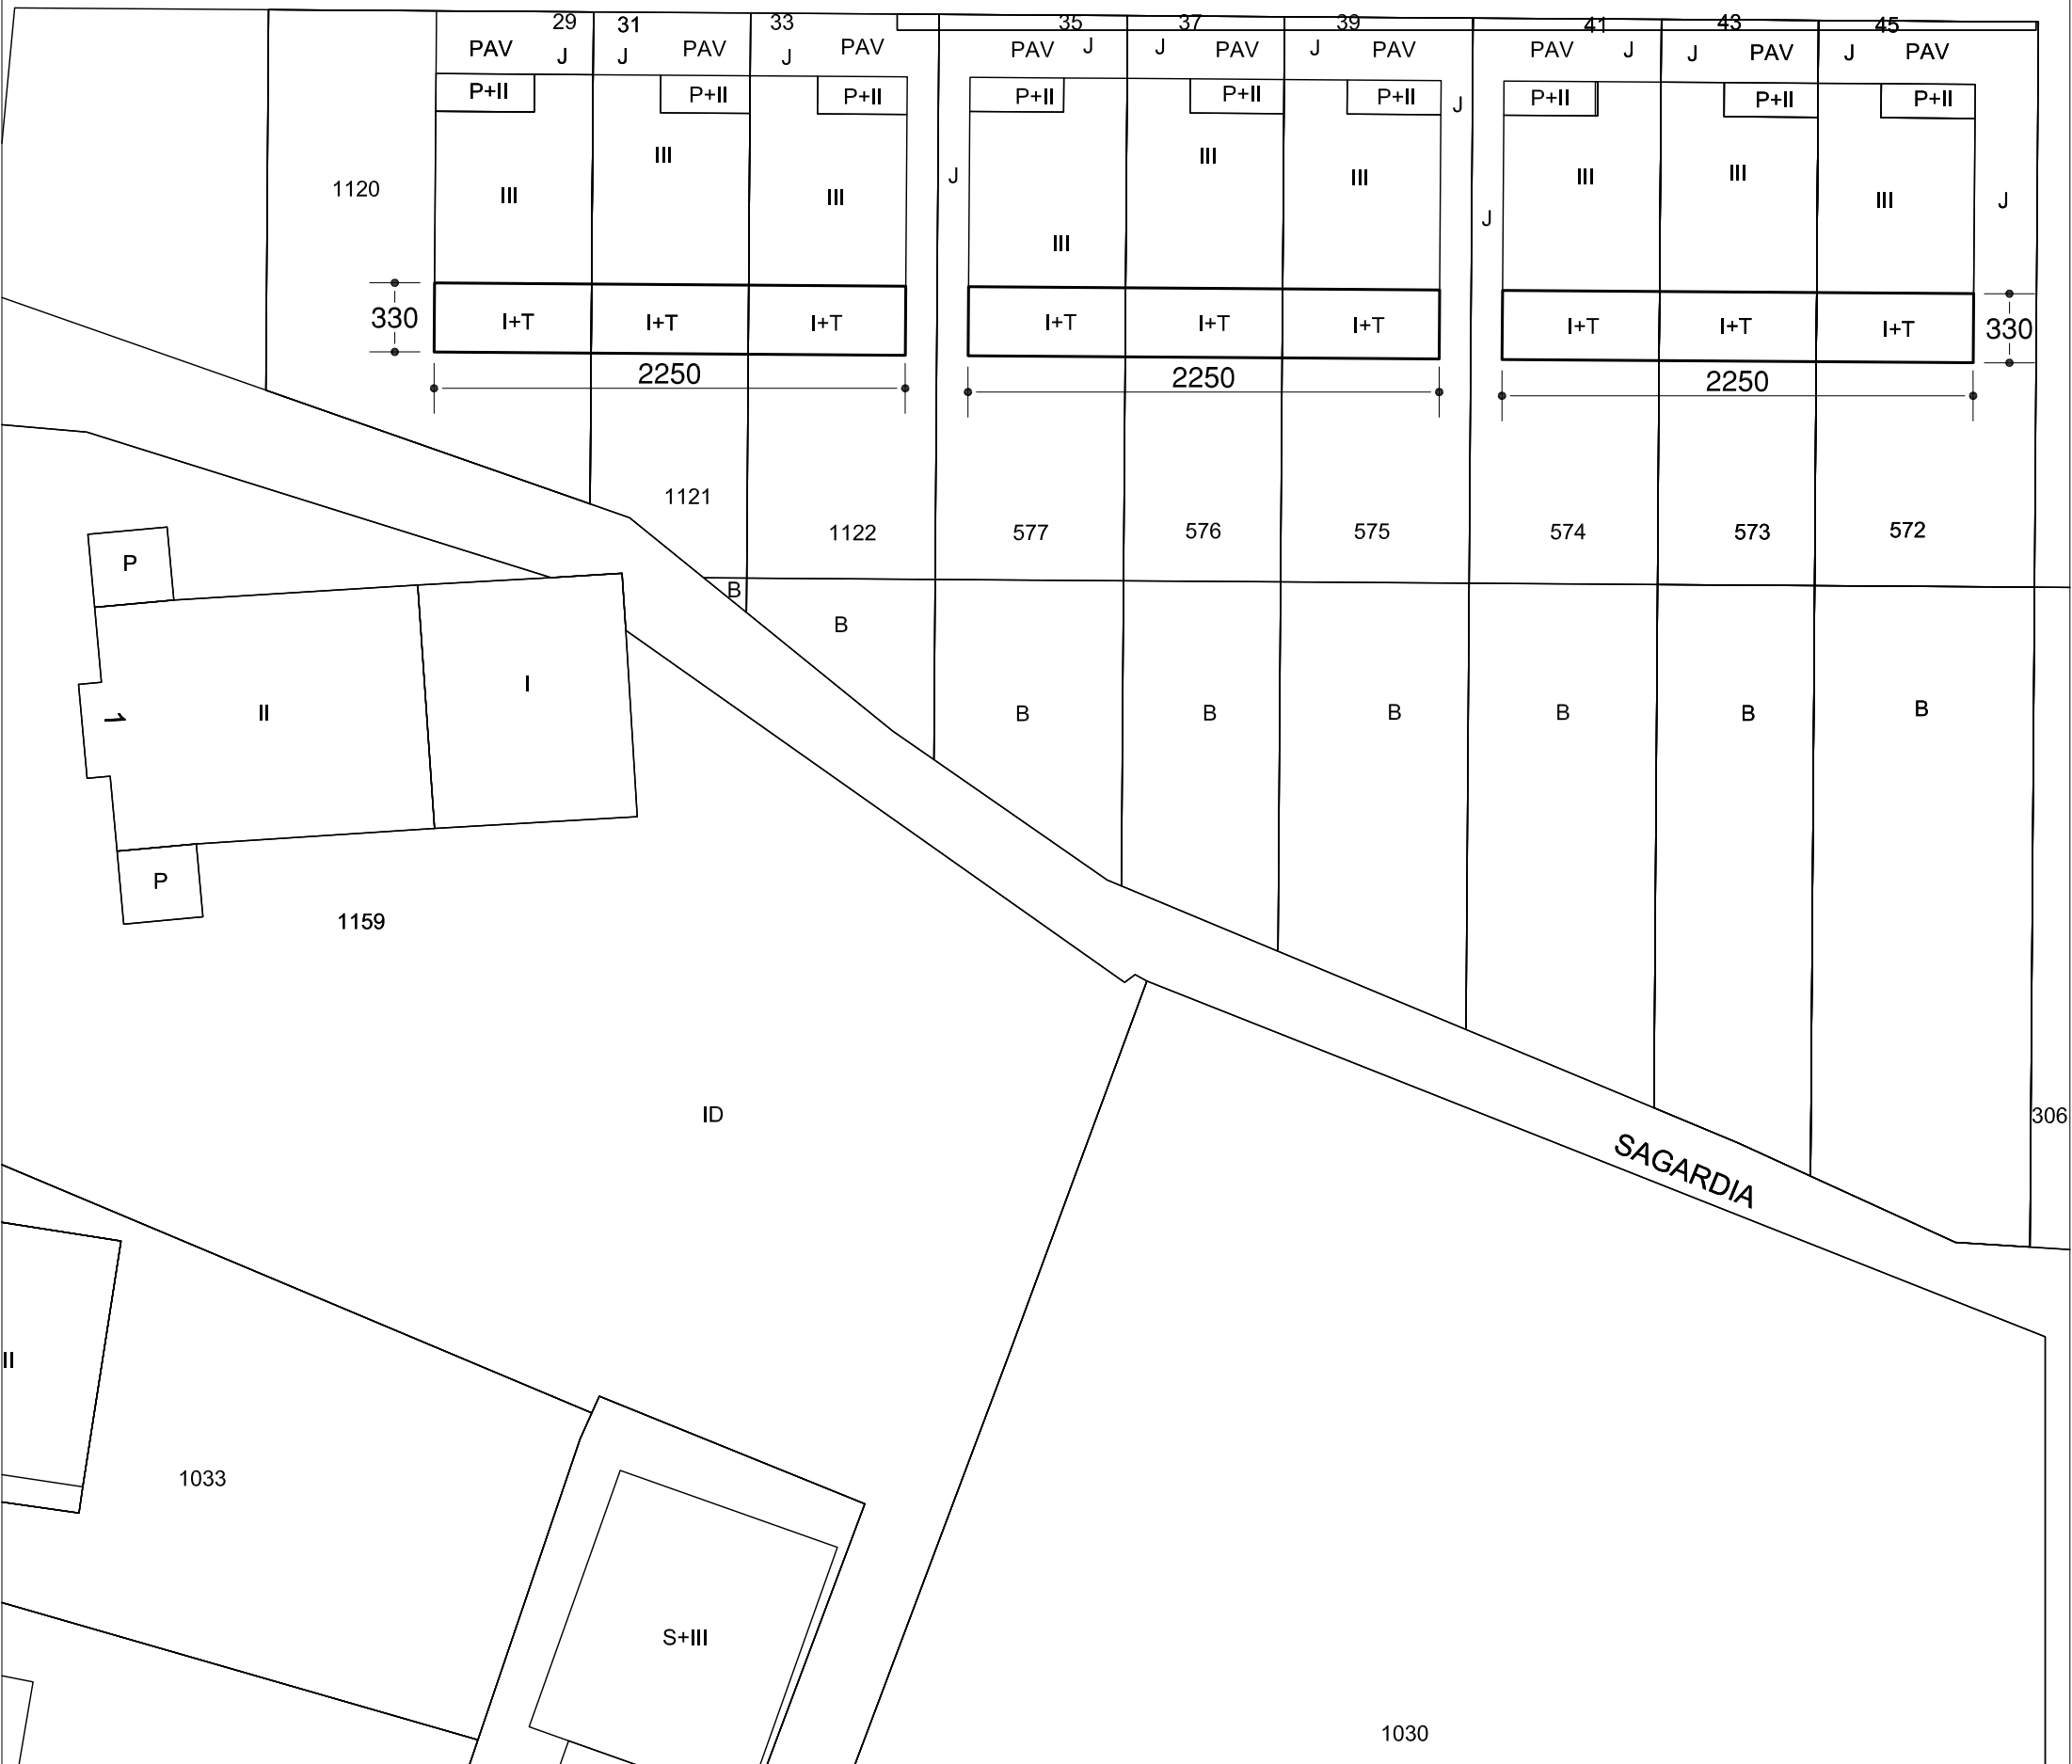 29 31 33 35 37 39 41 43 45
PAV J J PAV J PAV PAV J J PAV J PAV PAV J J PAV J PAV
P+II P+II P+II P+II P+II P+II J P+II P+II P+II
1120 III III III J III III III J III III III J
330 I+T I+T I+T I+T I+T I+T I+T I+T I+T 330
2250 2250 2250
1121 1122 577 576 575 574 573 572
P
B
B
1 II I B B B B B B
P
1159
ID
306
SAGARDIA
II
1033
S+III
1030